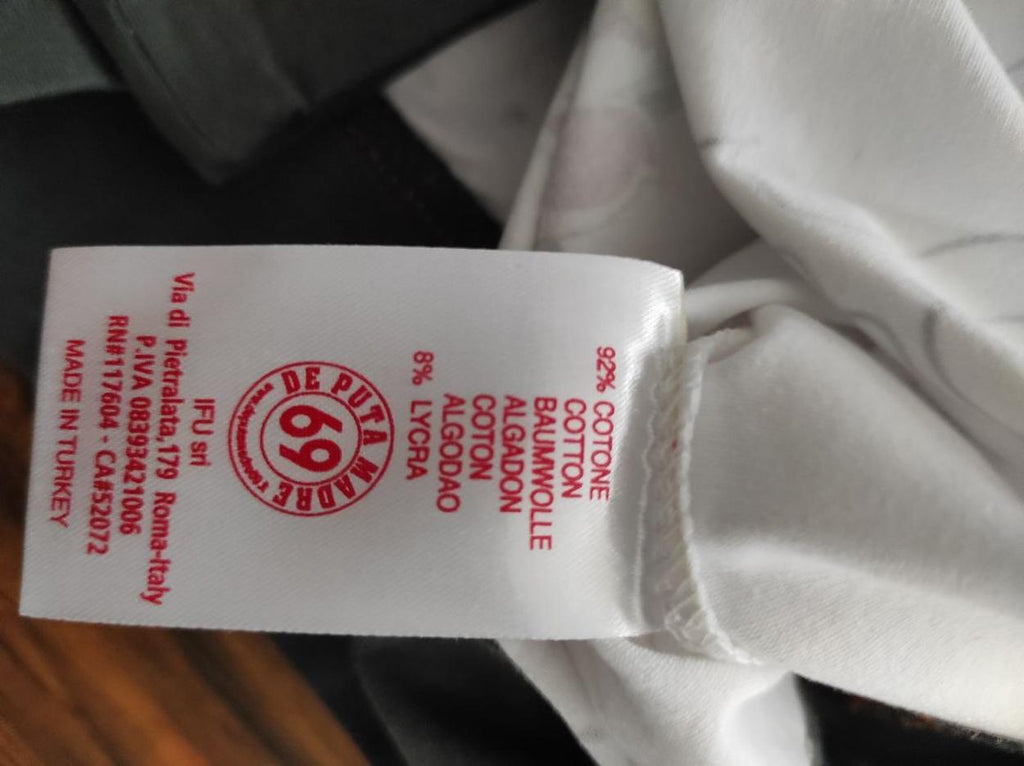 92% COTONE
COTTON
BAUMWOLLE
ALGADON
COTON
ALGODAO
8% LYCRA
DE PUTA MADRE
69
IFU srl
Via di Pietralata,179 Roma-Italy
P.IVA 08393421006
RN#117604 - CA#52072
MADE IN TURKEY